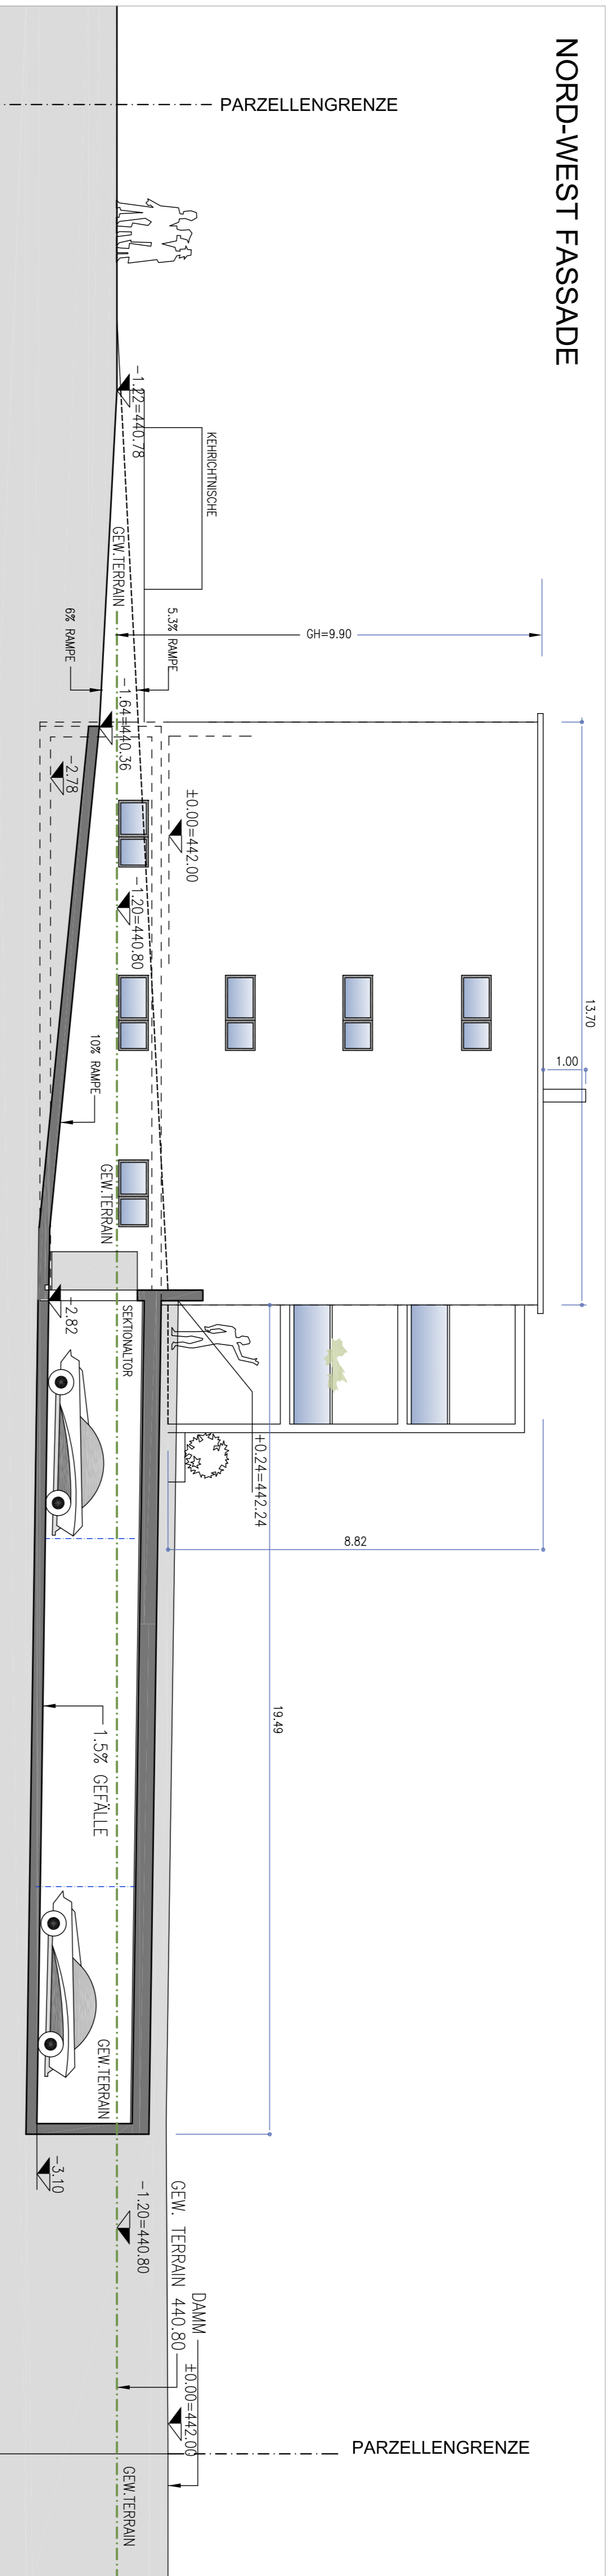 NORD-WEST FASSADE
PARZELLENGRENZE
-1.22=440.78
KEHRICHTNISCHE
GEW.TERRAIN
6% RAMPE
5.3% RAMPE
GH=9.90
-1.64=440.36
-2.78
±0.00=442.00
-1.20=440.80
13.70
1.00
10% RAMPE
GEW.TERRAIN
-2.82
SEKTIONALTOR
+0.24=442.24
8.82
19.49
1.5% GEFÄLLE
GEW.TERRAIN
-3.10
-1.20=440.80
GEW. TERRAIN 440.80
DAMM
±0.00=442.00
PARZELLENGRENZE
GEW.TERRAIN